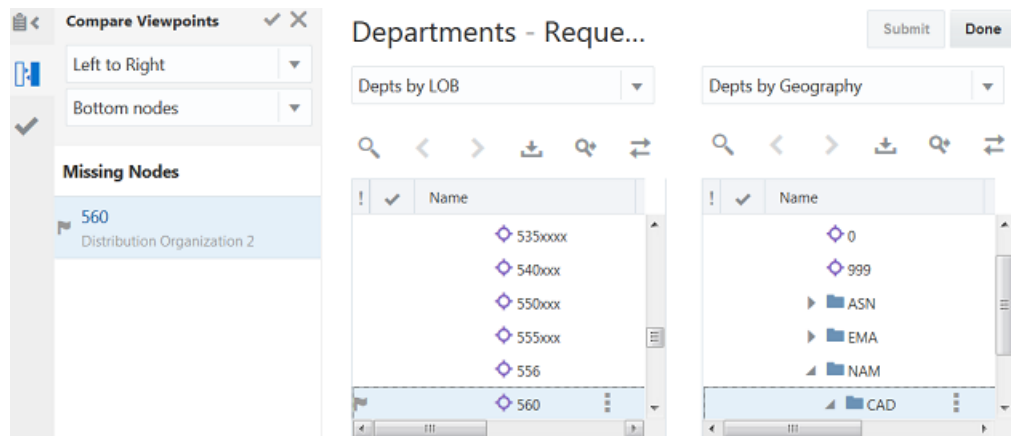 Compare Viewpoints
Left to Right
Bottom nodes
Missing Nodes
560
Distribution Organization 2
Departments - Reque...
Submit
Done
Depts by LOB
Depts by Geography
! Name
535xxxx
540xxx
550xxx
555xxx
556
560
! Name
0
999
ASN
EMA
NAM
CAD